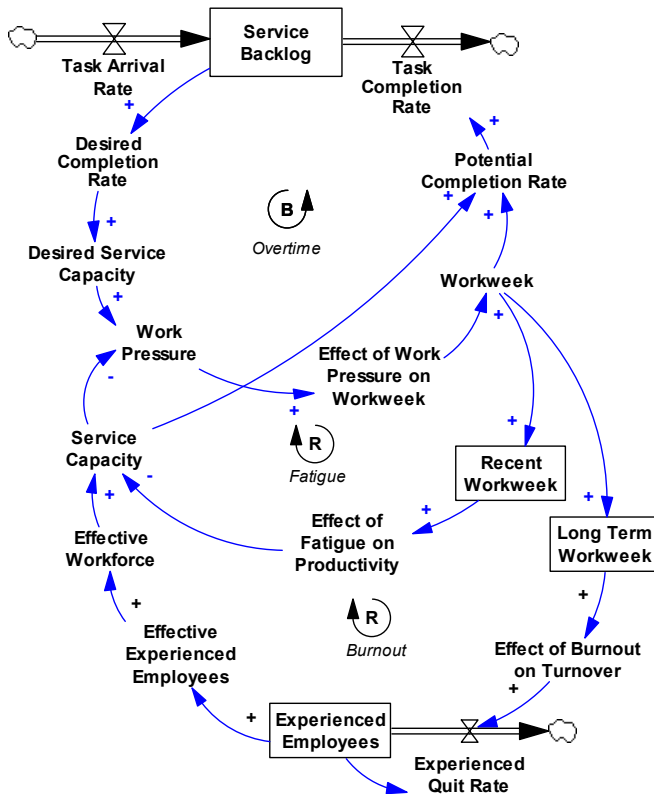 Service
Backlog
Task Arrival
Rate
Task
Completion
Rate
+
+
Desired
Completion
Rate
Potential
Completion Rate
+
+
+
B
Overtime
Desired Service
Capacity
Workweek
+
+
Work
Pressure
Effect of Work
Pressure on
Workweek
-
+
+
R
Fatigue
Service
Capacity
-
+
Recent
Workweek
+
+
Effect of
Fatigue on
Productivity
Long Term
Workweek
Effective
Workforce
+
+
R
Burnout
Effective
Experienced
Employees
Effect of Burnout
on Turnover
+
+
Experienced
Employees
Experienced
Quit Rate